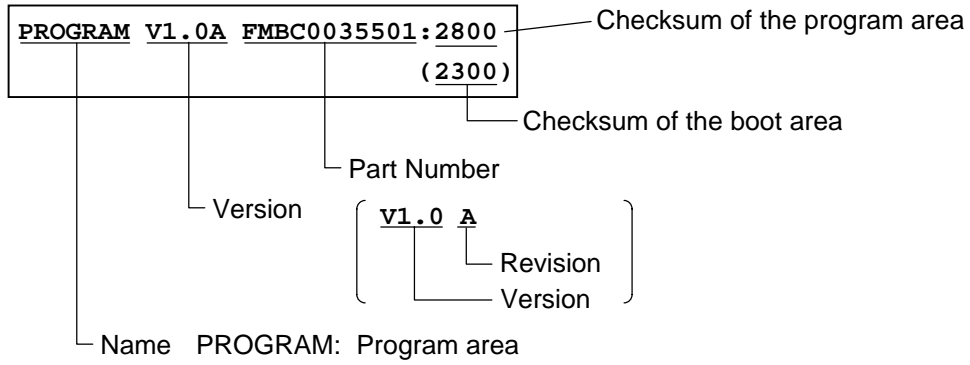 PROGRAM V1.0A FMBC0035501:2800
Checksum of the program area
(2300)
Checksum of the boot area
Part Number
Version
V1.0 A
Revision
Version
Name PROGRAM: Program area